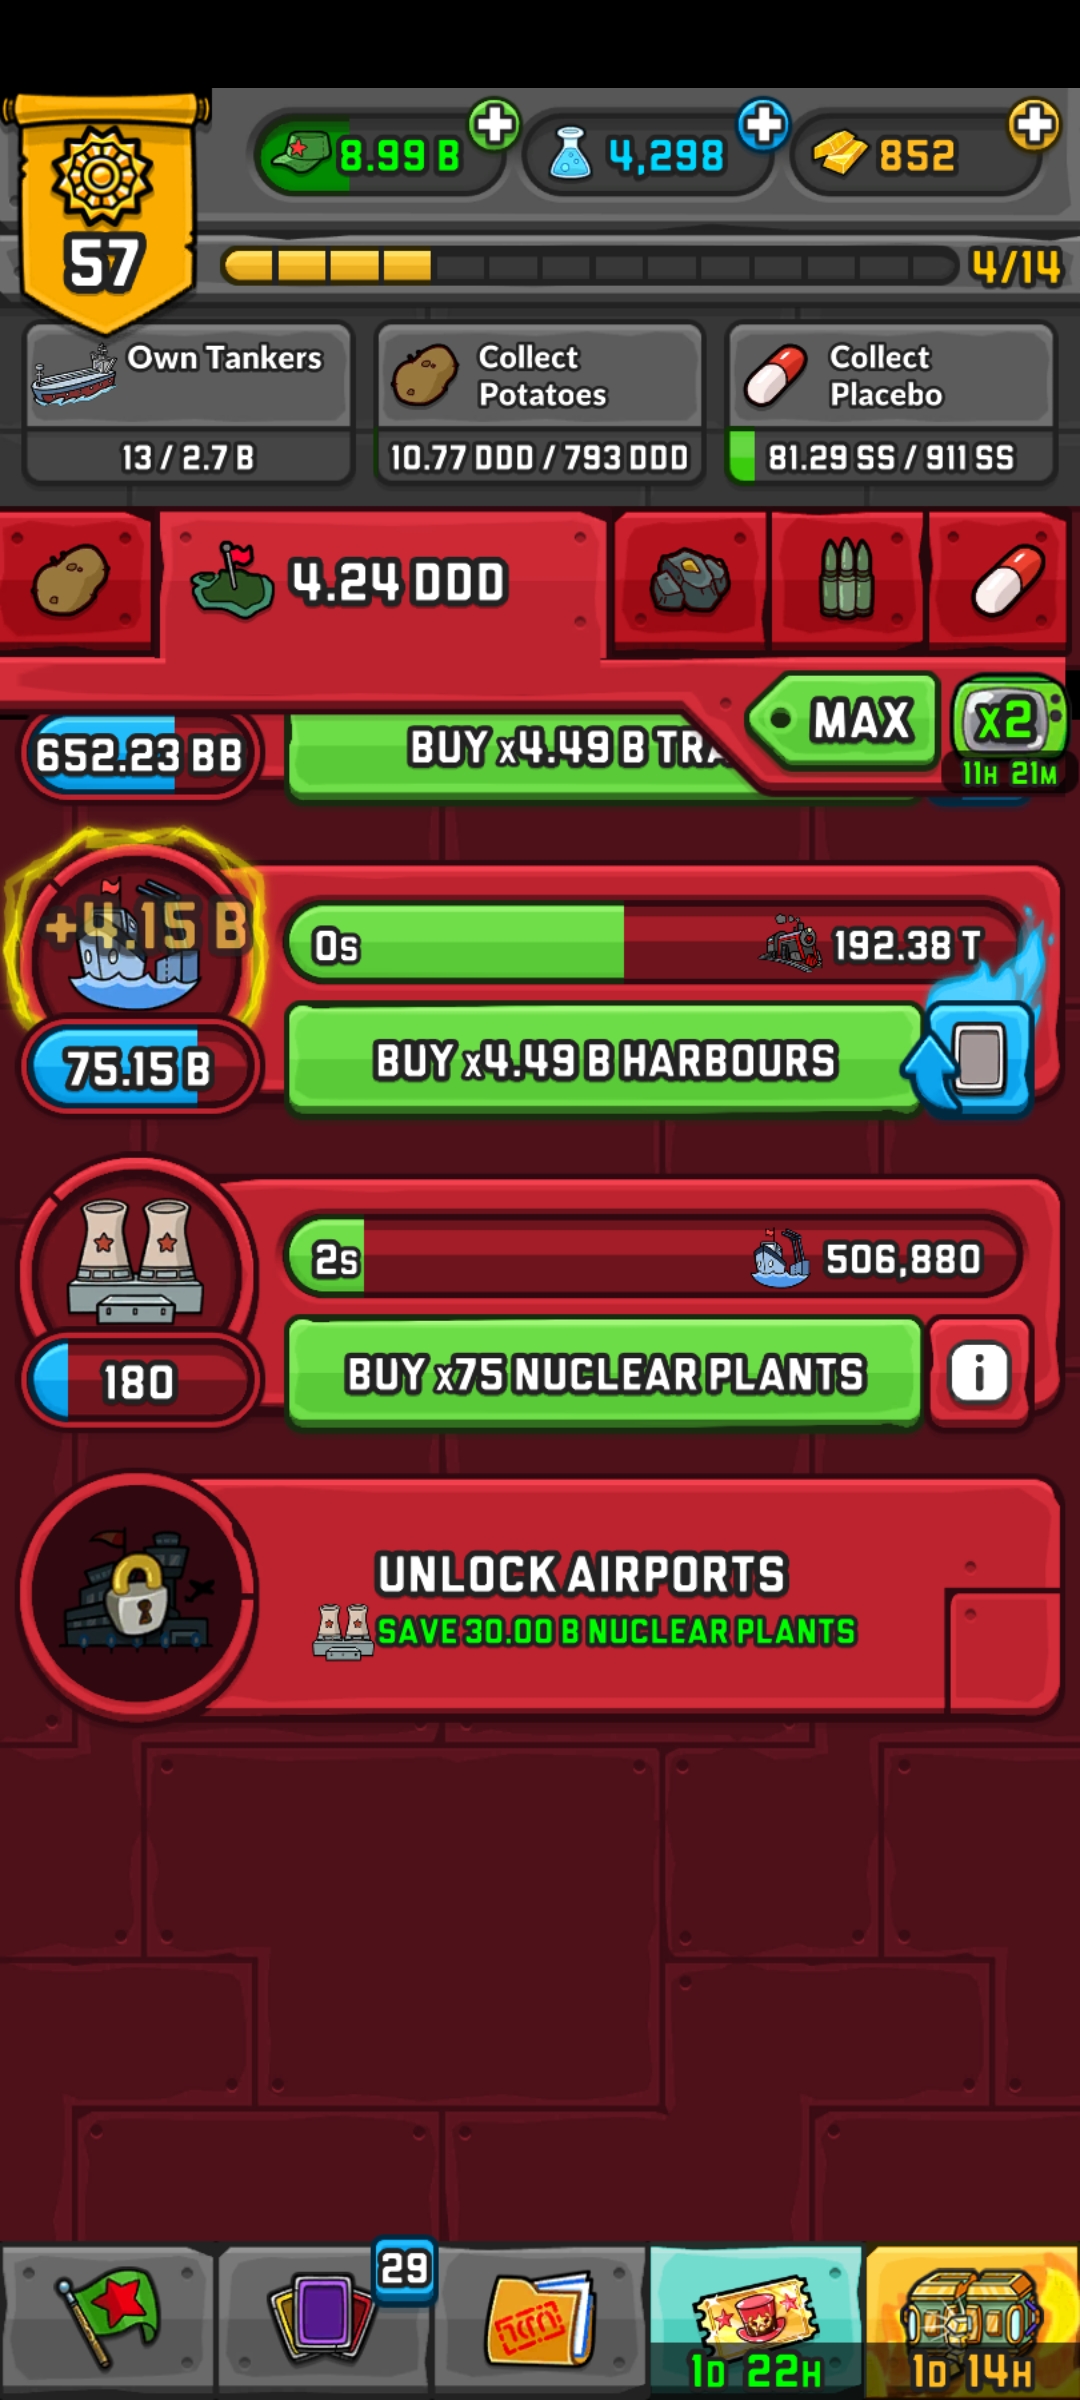 8.99 B
4,298
852
57
4/14
Own Tankers
13 / 2.7 B
Collect
Potatoes
10.77 DDD / 793 DDD
Collect
Placebo
81.29 SS / 911 SS
4.24 DDD
MAX
x2
11H 21M
652.23 BB
BUY x4.49 B
+4.15 B
0s
192.38 T
75.15 B
BUY x4.49 B HARBOURS
2s
506,880
180
BUY x75 NUCLEAR PLANTS
i
UNLOCK AIRPORTS
SAVE 30.00 B NUCLEAR PLANTS
29
1D 22H
1D 14H